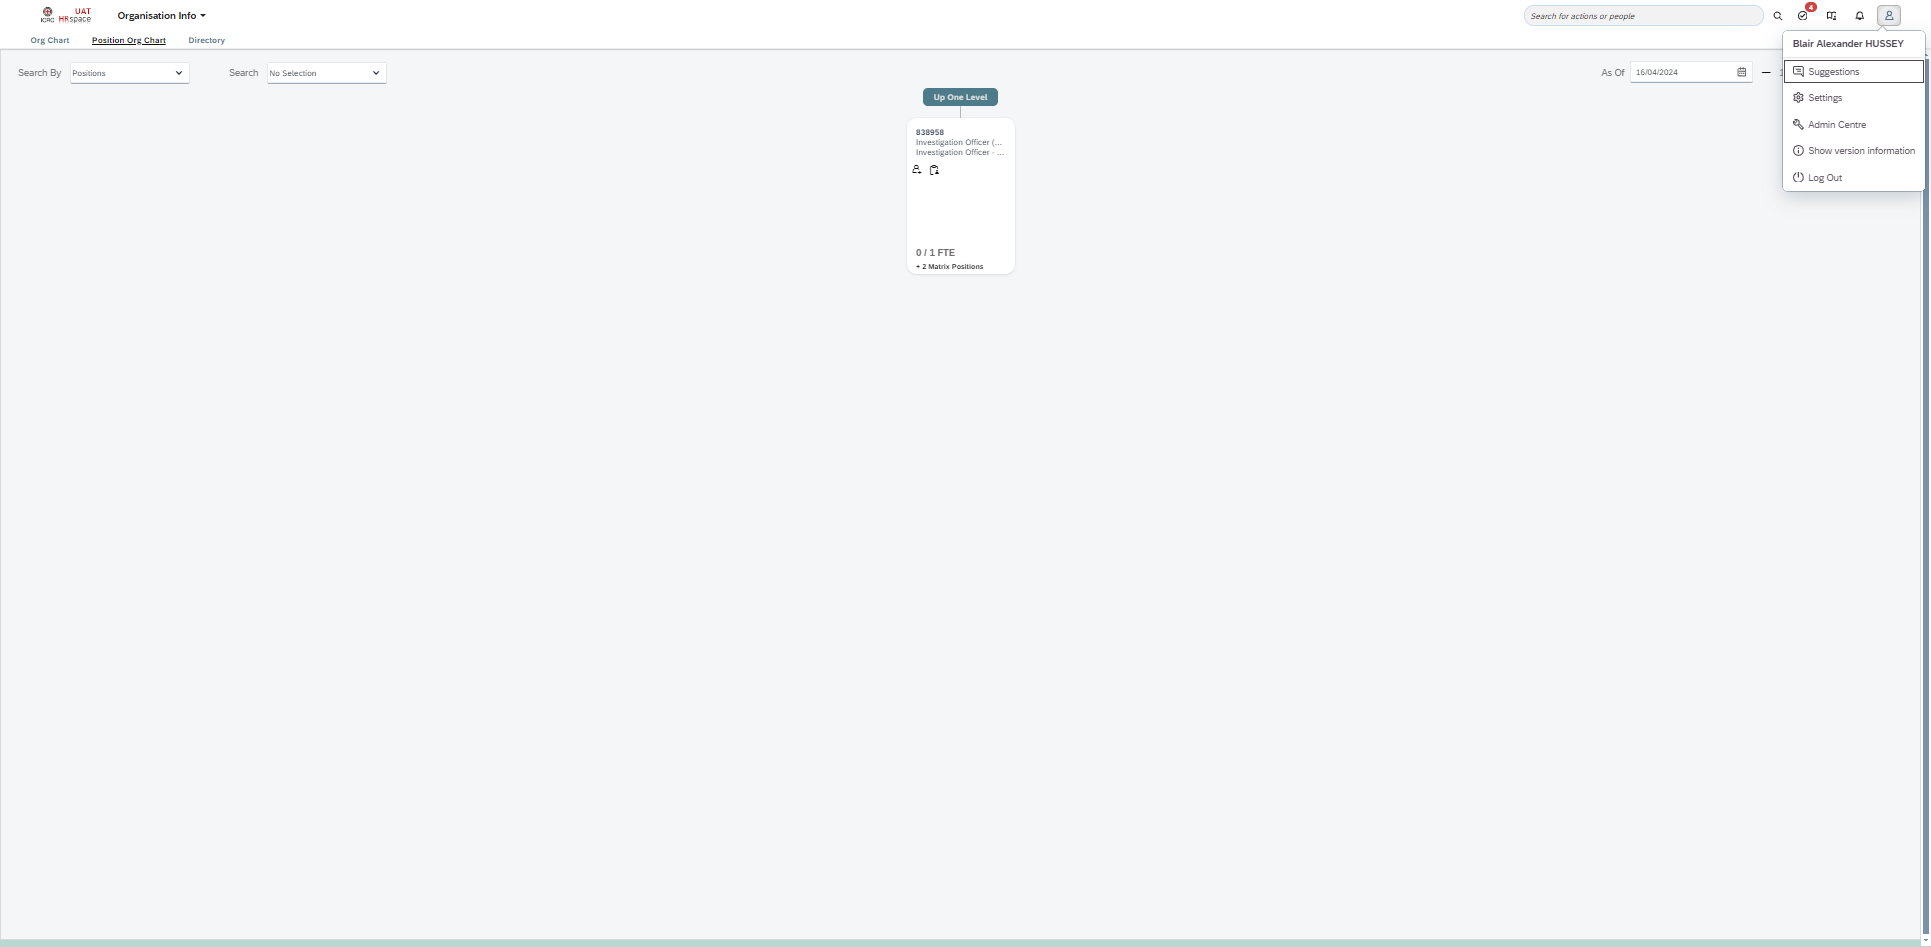 ICRC
UAT
HRspace
Organisation Info
Search for actions or people
4
Org Chart
Position Org Chart
Directory
Blair Alexander HUSSEY
Search By
Positions
Search
No Selection
As Of
16/04/2024
Suggestions
Settings
Admin Centre
Show version information
Log Out
Up One Level
838958
Investigation Officer (...
Investigation Officer - ...
0 / 1 FTE
+ 2 Matrix Positions